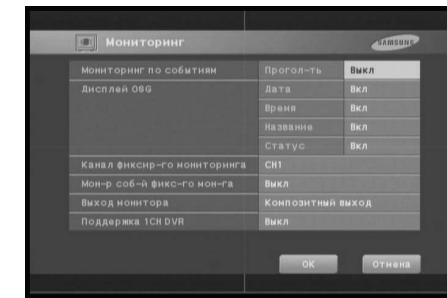 Мониторинг
SAMSUNG
Мониторинг по событиям Прогол-ть Выкл
Дисплей OSG Дата Вкл
Время Вкл
Название Вкл
Статус Вкл
Канал фиксир-го мониторинга CH1
Мон-р соб-й фикс-го мон-га Выкл
Выход монитора Композитный выход
Поддержка 1CH DVR Выкл
OK Отмена